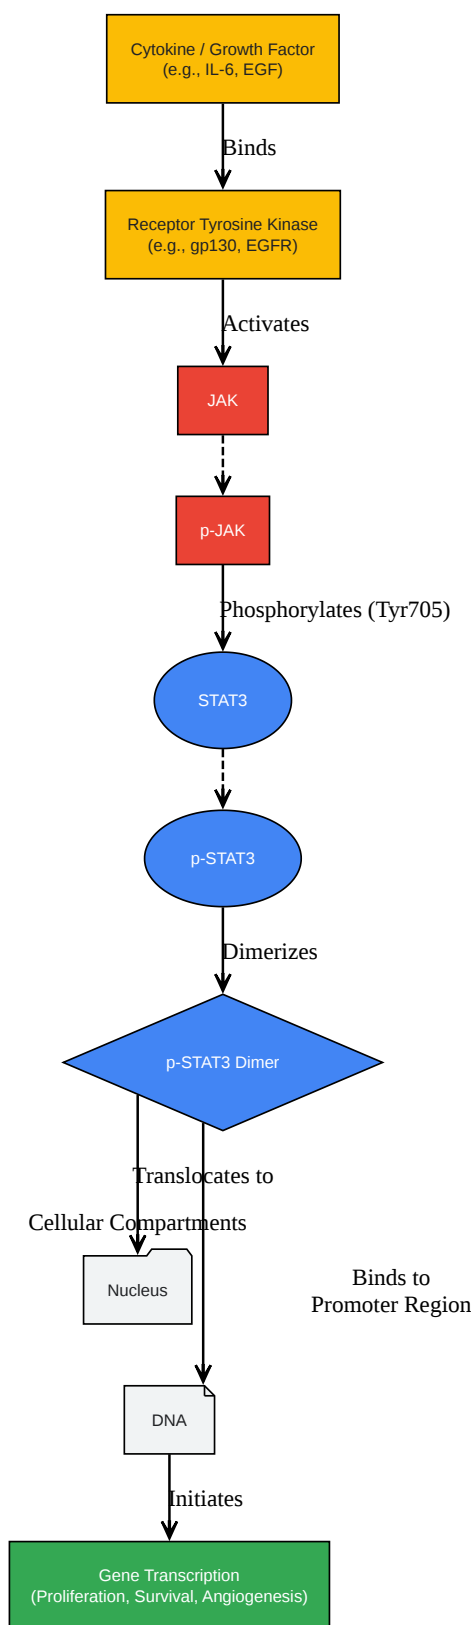 Cytokine / Growth Factor
(e.g., IL-6, EGF)
Binds
Receptor Tyrosine Kinase
(e.g., gp130, EGFR)
Activates
JAK
p-JAK
Phosphorylates (Tyr705)
STAT3
p-STAT3
Dimerizes
p-STAT3 Dimer
Translocates to
Cellular Compartments
Nucleus
Binds to
Promoter Region
DNA
Initiates
Gene Transcription
(Proliferation, Survival, Angiogenesis)